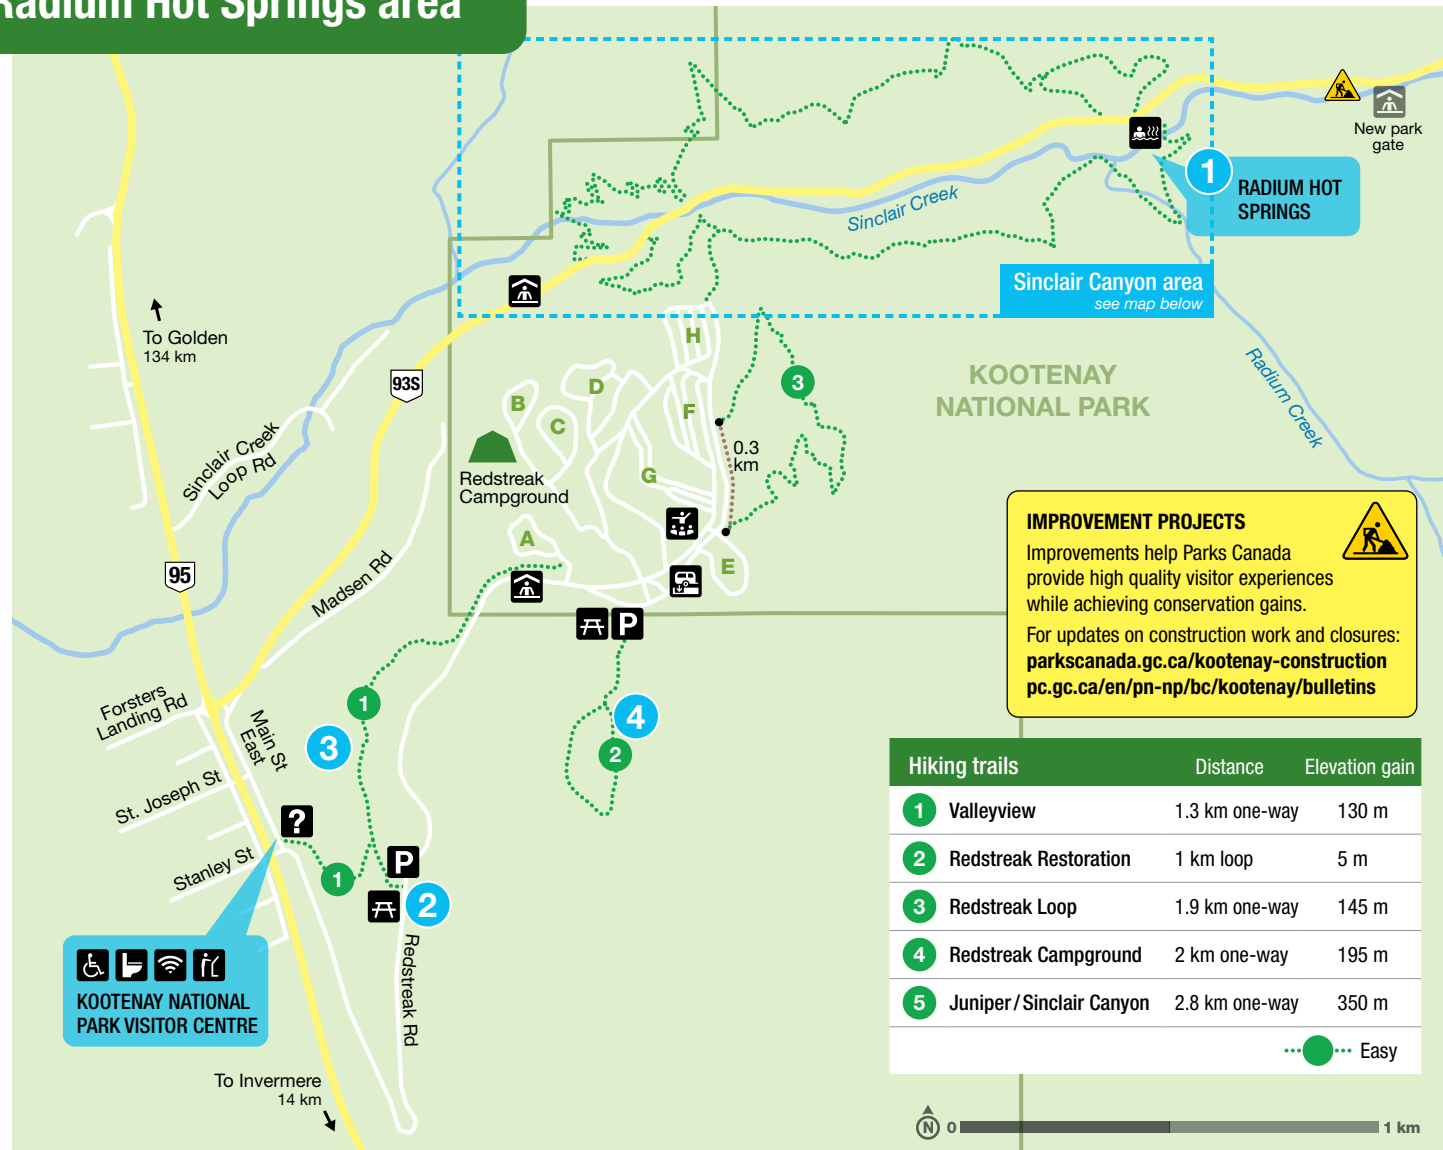 Radium Hot Springs area
New park
gate
1
RADIUM HOT
SPRINGS
Sinclair Creek
Sinclair Canyon area
see map below
To Golden
134 km
93S
H
D
B
C
F
3
KOOTENAY
NATIONAL PARK
Radium Creek
Sinclair Creek
Loop Rd
0.3
km
Redstreak
Campground
G
A
E
95
Madsen Rd
P
IMPROVEMENT PROJECTS
Improvements help Parks Canada
provide high quality visitor experiences
while achieving conservation gains.
For updates on construction work and closures:
parkscanada.gc.ca/kootenay-construction
pc.gc.ca/en/pn-np/bc/kootenay/bulletins
Forsters
Landing Rd
Main St
East
1
3
4
2
St. Joseph St
?
Stanley St
1
P
2
Redstreak Rd
KOOTENAY NATIONAL
PARK VISITOR CENTRE
To Invermere
14 km
Hiking trails Distance Elevation gain
1 Valleyview 1.3 km one-way 130 m
2 Redstreak Restoration 1 km loop 5 m
3 Redstreak Loop 1.9 km one-way 145 m
4 Redstreak Campground 2 km one-way 195 m
5 Juniper/Sinclair Canyon 2.8 km one-way 350 m
Easy
N 0 1 km